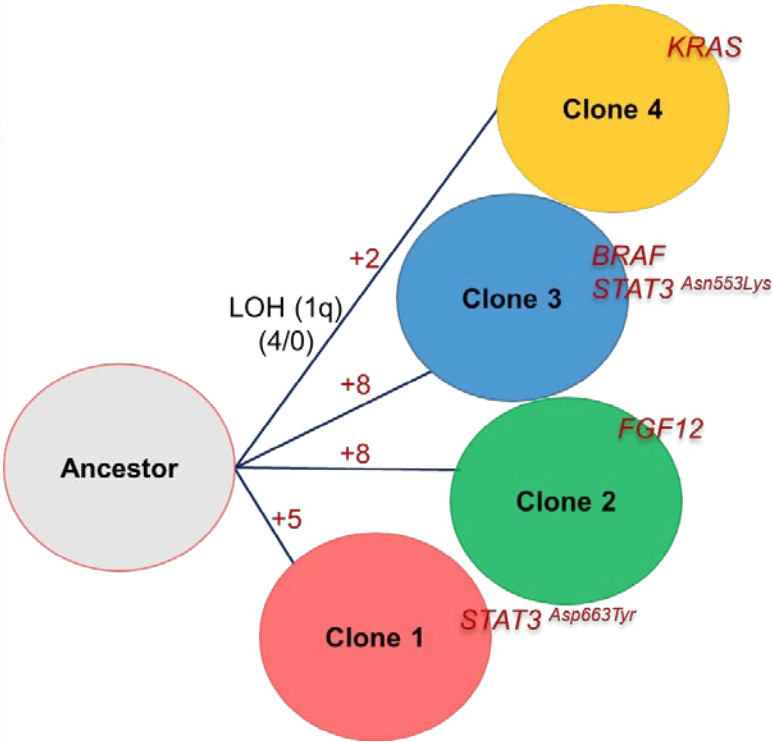 KRAS
Clone 4
+2
BRAF
STAT3 Asn553Lys
Clone 3
LOH (1q)
(4/0)
+8
FGF12
+8
Ancestor
Clone 2
+5
STAT3 Asp663Tyr
Clone 1